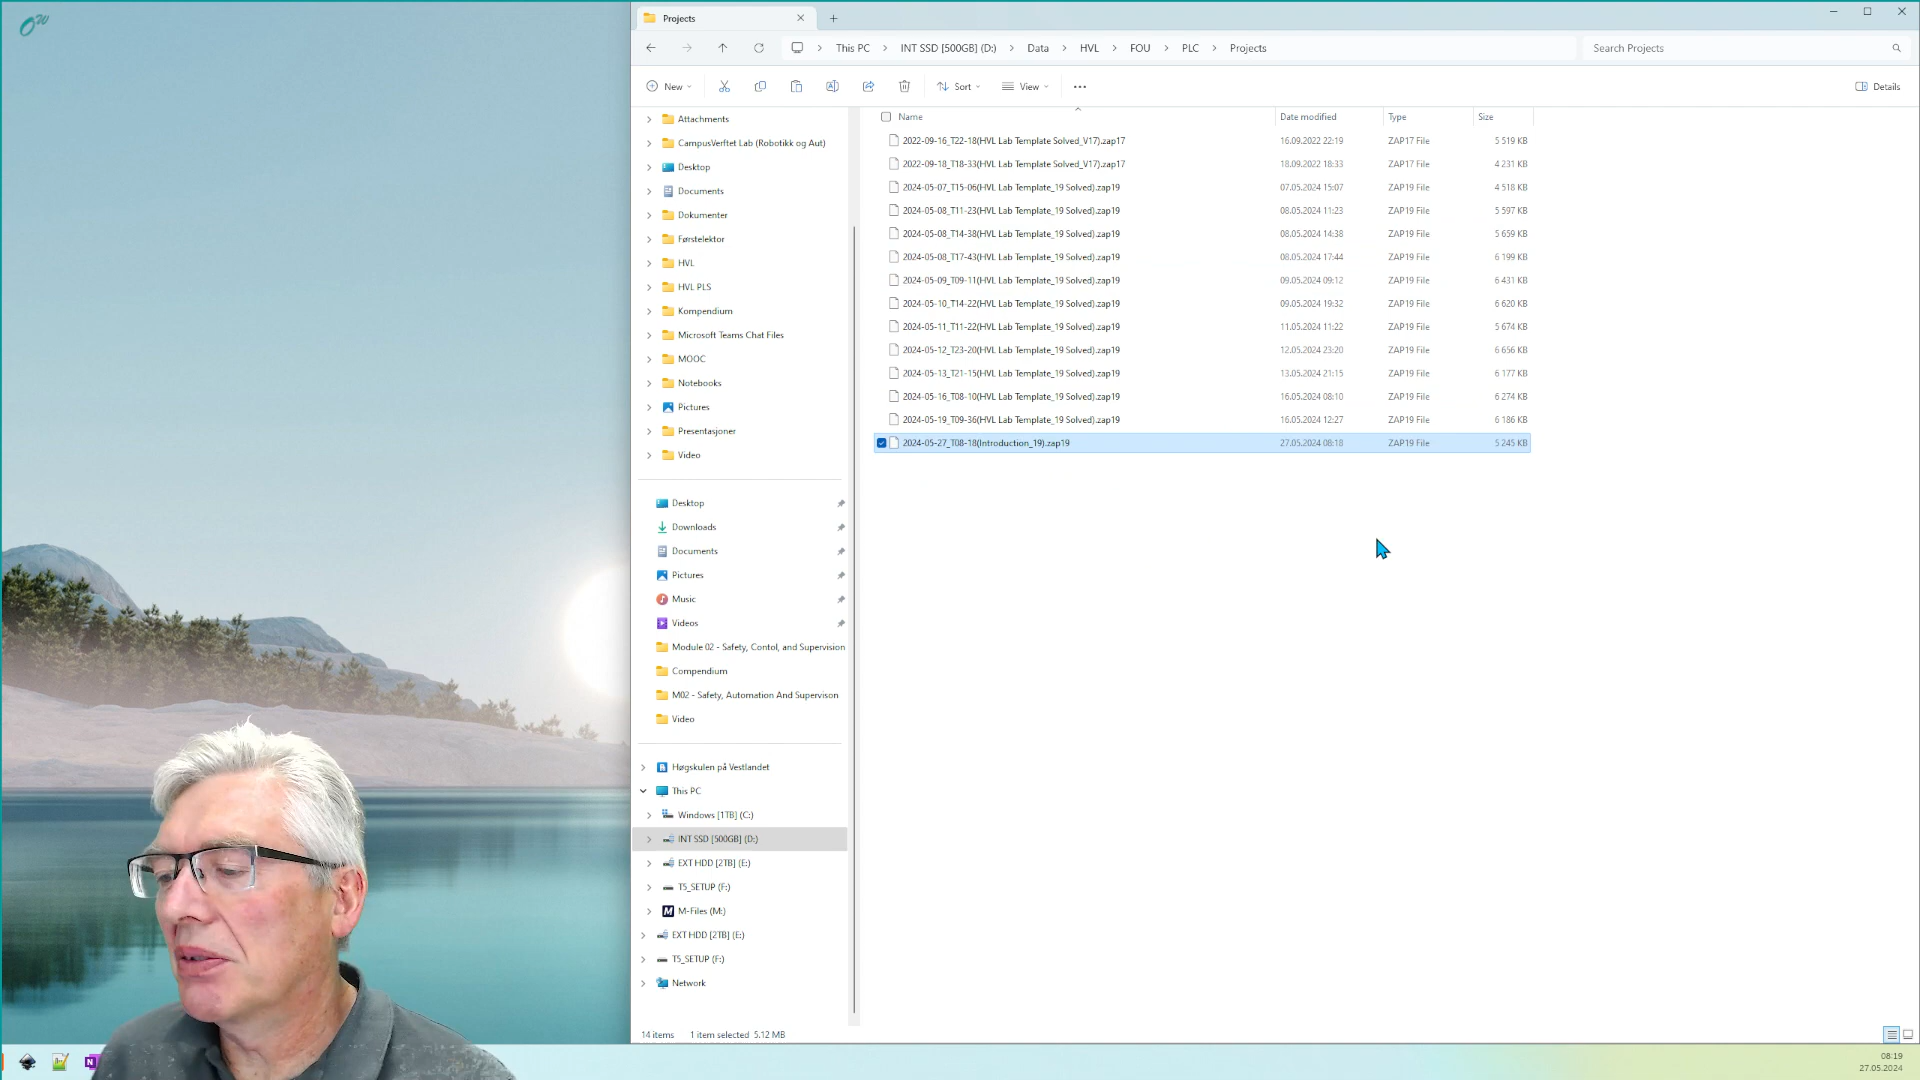 OW
Projects
This PC > INT SSD [500GB] (D:) > Data > HVL > FOU > PLC > Projects
Search Projects
New
Sort
View
Details
Attachments
CampusVerftet Lab (Robotikk og Aut)
Desktop
Documents
Dokumenter
Førstelektor
HVL
HVL PLS
Kompendium
Microsoft Teams Chat Files
MOOC
Notebooks
Pictures
Presentasjoner
Video
Desktop
Downloads
Documents
Pictures
Music
Videos
Module 02 - Safety, Contol, and Supervision
Compendium
M02 - Safety, Automation And Supervison
Video
Høgskulen på Vestlandet
This PC
Windows [1TB] (C:)
INT SSD [500GB] (D:)
EXT HDD [2TB] (E:)
T5_SETUP (F:)
M-Files (M:)
EXT HDD [2TB] (E:)
T5_SETUP (F:)
Network
Name Date modified Type Size
2022-09-16_T22-18(HVL Lab Template Solved_V17).zap17 16.09.2022 22:19 ZAP17 File 5 519 KB
2022-09-18_T18-33(HVL Lab Template Solved_V17).zap17 18.09.2022 18:33 ZAP17 File 4 231 KB
2024-05-07_T15-06(HVL Lab Template_19 Solved).zap19 07.05.2024 15:07 ZAP19 File 4 518 KB
2024-05-08_T11-23(HVL Lab Template_19 Solved).zap19 08.05.2024 11:23 ZAP19 File 5 597 KB
2024-05-08_T14-38(HVL Lab Template_19 Solved).zap19 08.05.2024 14:38 ZAP19 File 5 659 KB
2024-05-08_T17-43(HVL Lab Template_19 Solved).zap19 08.05.2024 17:44 ZAP19 File 6 199 KB
2024-05-09_T09-11(HVL Lab Template_19 Solved).zap19 09.05.2024 09:12 ZAP19 File 6 431 KB
2024-05-10_T14-22(HVL Lab Template_19 Solved).zap19 09.05.2024 19:32 ZAP19 File 6 620 KB
2024-05-11_T11-22(HVL Lab Template_19 Solved).zap19 11.05.2024 11:22 ZAP19 File 5 674 KB
2024-05-12_T23-20(HVL Lab Template_19 Solved).zap19 12.05.2024 23:20 ZAP19 File 6 656 KB
2024-05-13_T21-15(HVL Lab Template_19 Solved).zap19 13.05.2024 21:15 ZAP19 File 6 177 KB
2024-05-16_T08-10(HVL Lab Template_19 Solved).zap19 16.05.2024 08:10 ZAP19 File 6 274 KB
2024-05-19_T09-36(HVL Lab Template_19 Solved).zap19 16.05.2024 12:27 ZAP19 File 6 186 KB
2024-05-27_T08-18(Introduction_19).zap19 27.05.2024 08:18 ZAP19 File 5 245 KB
14 items 1 item selected 5.12 MB
08:19
27.05.2024